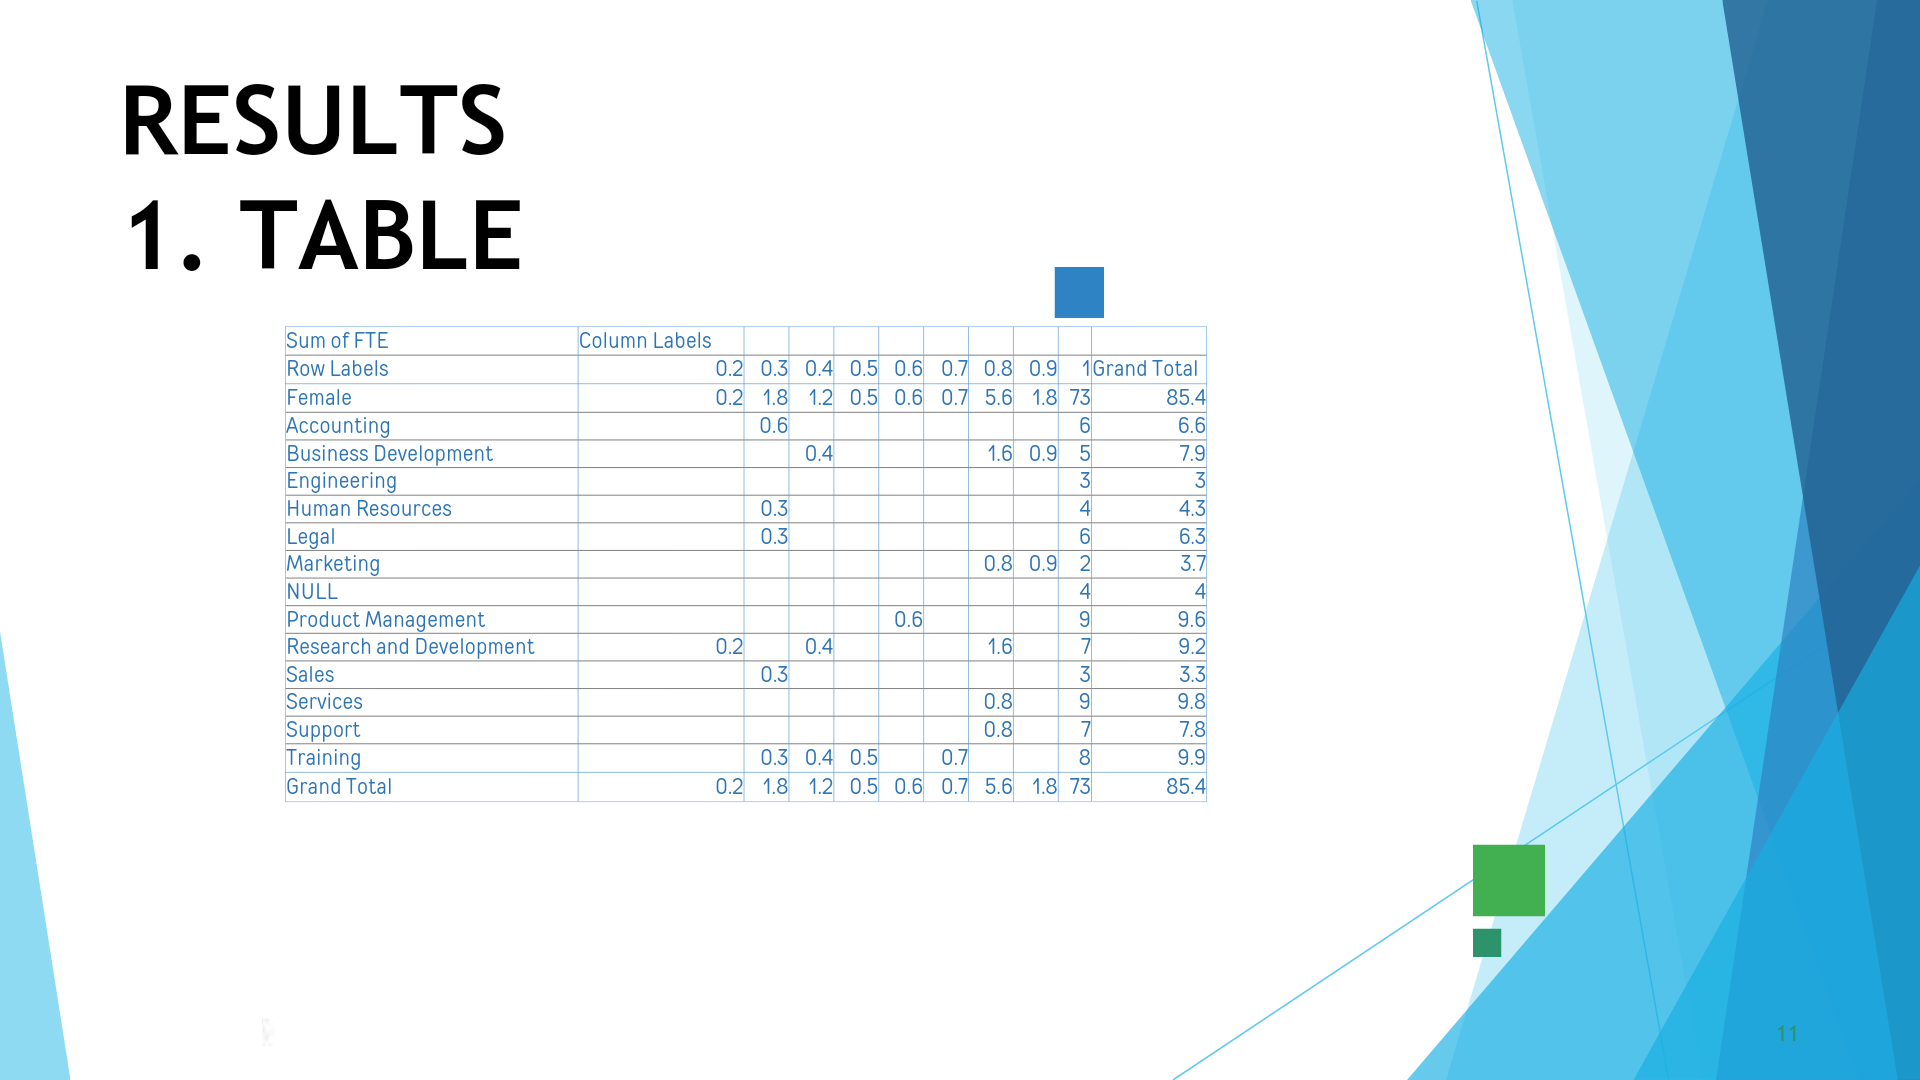 RESULTS
1. TABLE
Sum of FTE Column Labels
Row Labels 0.2 0.3 0.4 0.5 0.6 0.7 0.8 0.9 1 Grand Total
Female 0.2 1.8 1.2 0.5 0.6 0.7 5.6 1.8 73 85.4
Accounting 0.6 6 6.6
Business Development 0.4 1.6 0.9 5 7.9
Engineering 3 3
Human Resources 0.3 4 4.3
Legal 0.3 6 6.3
Marketing 0.8 0.9 2 3.7
NULL 4 4
Product Management 0.6 9 9.6
Research and Development 0.2 0.4 1.6 7 9.2
Sales 0.3 3 3.3
Services 0.8 9 9.8
Support 0.8 7 7.8
Training 0.3 0.4 0.5 0.7 8 9.9
Grand Total 0.2 1.8 1.2 0.5 0.6 0.7 5.6 1.8 73 85.4
11